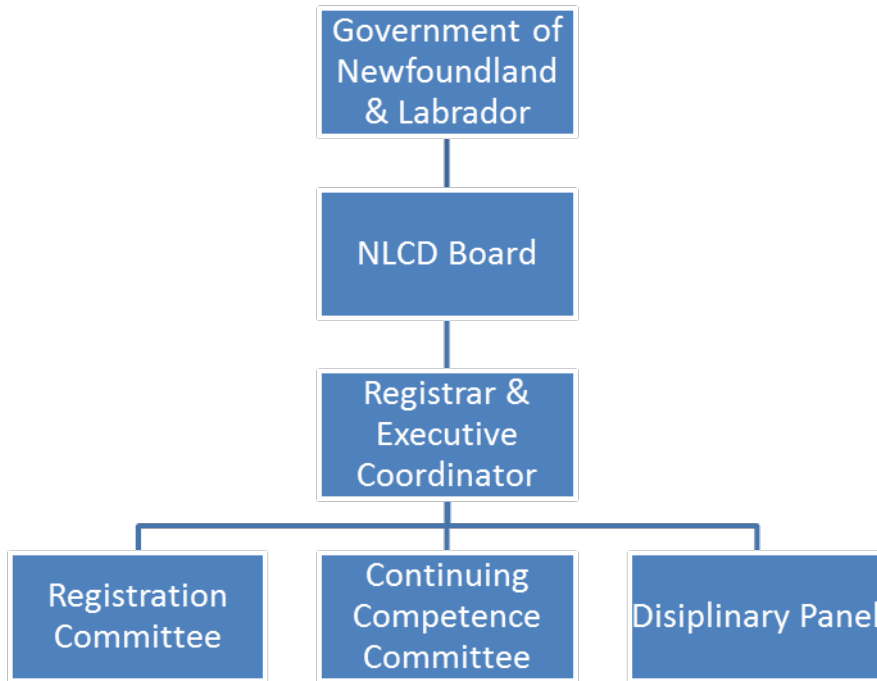 Government of
Newfoundland
& Labrador
NLCD Board
Registrar &
Executive
Coordinator
Registration
Committee
Continuing
Competence
Committee
Disiplinary Panel